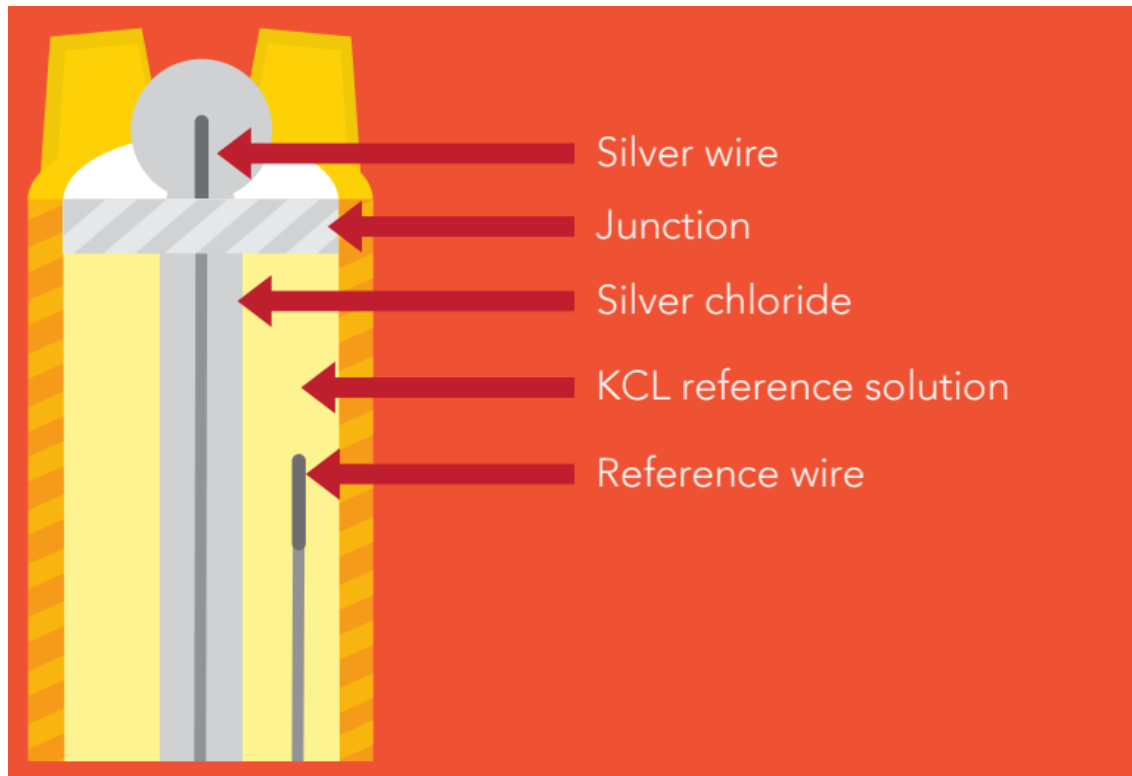 Silver wire
Junction
Silver chloride
KCL reference solution
Reference wire